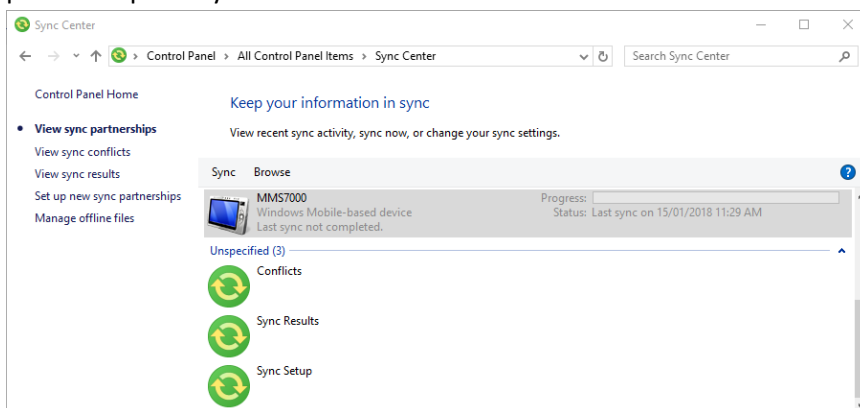 Sync Center
Control Panel > All Control Panel Items > Sync Center
Search Sync Center
Control Panel Home
View sync partnerships
View sync conflicts
View sync results
Set up new sync partnerships
Manage offline files
Keep your information in sync
View recent sync activity, sync now, or change your sync settings.
Sync Browse
MMS7000
Windows Mobile-based device
Last sync not completed.
Progress:
Status: Last sync on 15/01/2018 11:29 AM
Unspecified (3)
Conflicts
Sync Results
Sync Setup